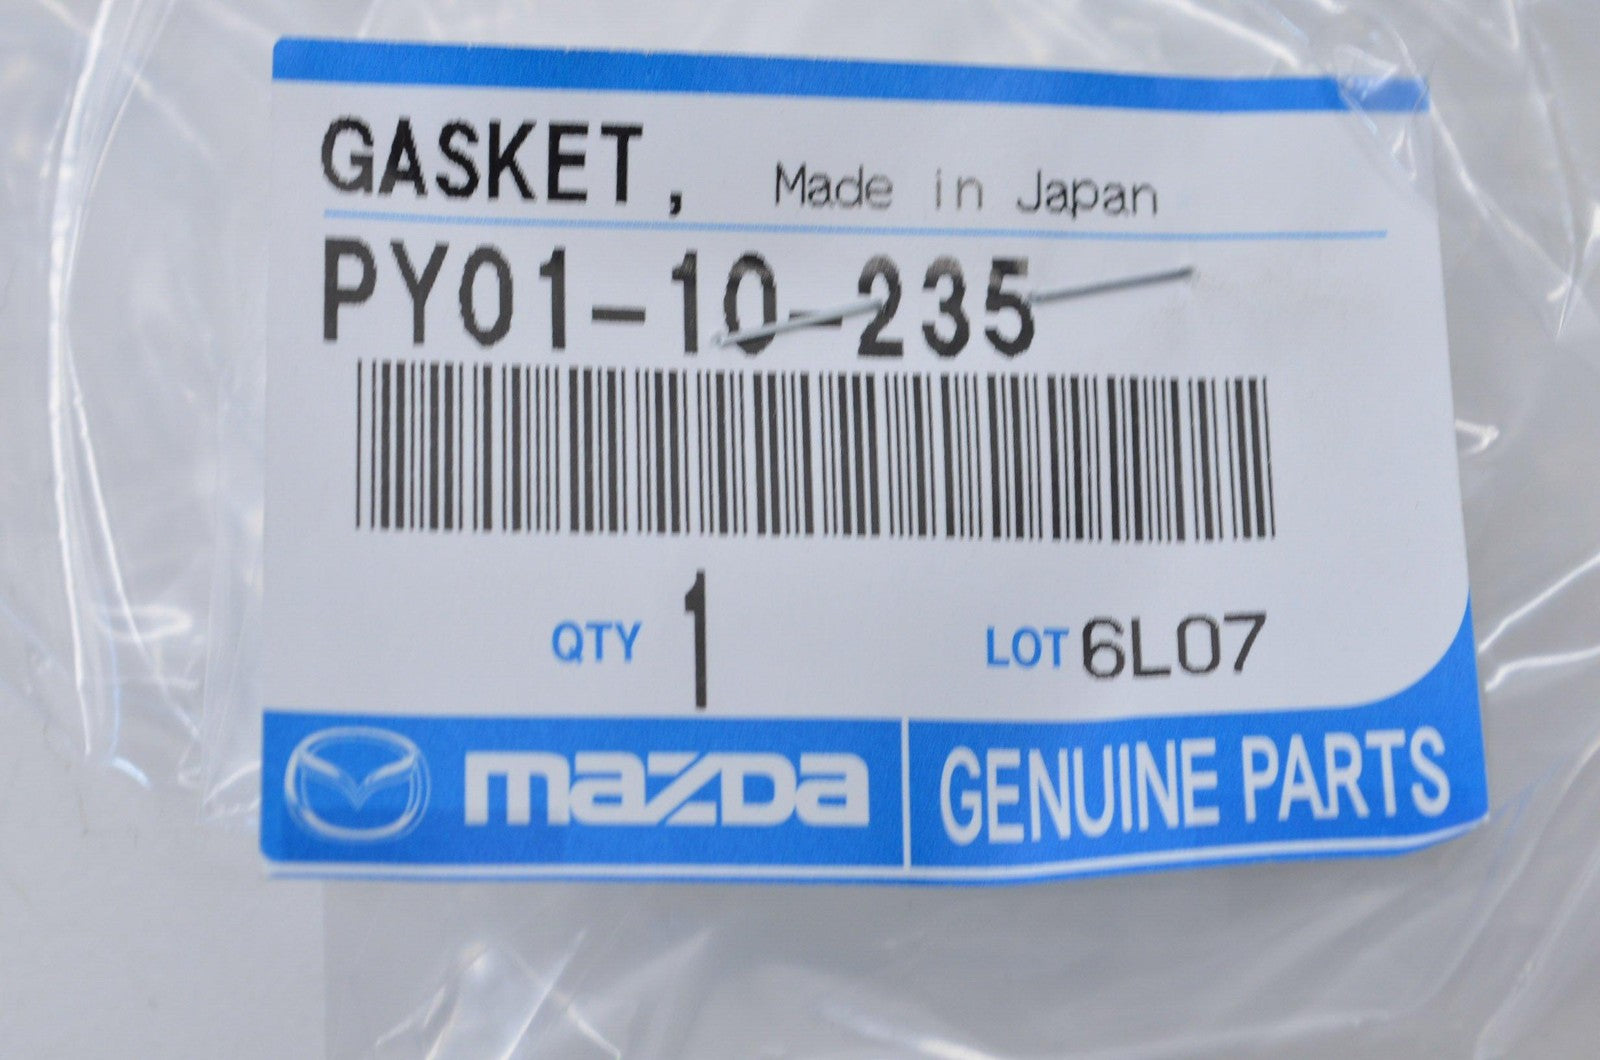 GASKET, Made in Japan
PY01-10-235
QTY 1 LOT 6L07
mazda GENUINE PARTS